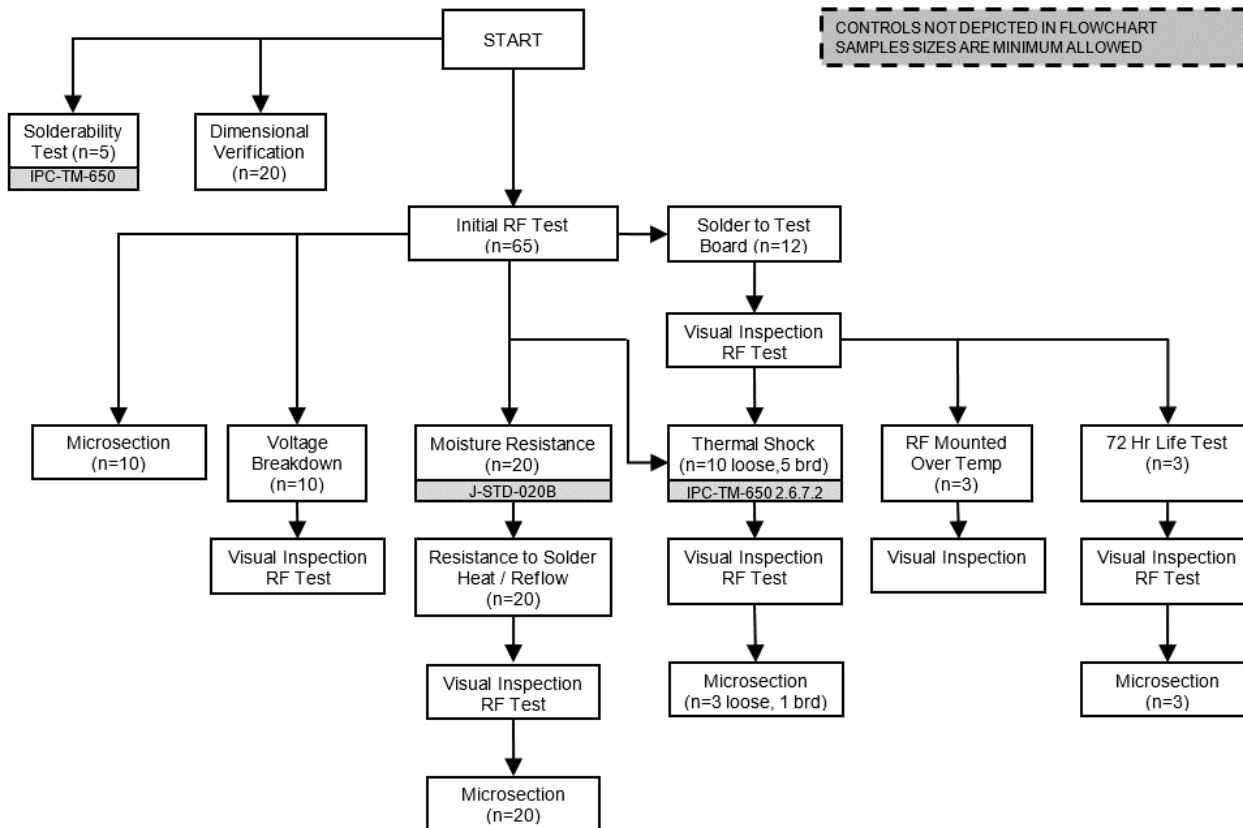 START
CONTROLS NOT DEPICTED IN FLOWCHART
SAMPLES SIZES ARE MINIMUM ALLOWED
Solderability
Test (n=5)
IPC-TM-650
Dimensional
Verification
(n=20)
Initial RF Test
(n=65)
Solder to Test
Board (n=12)
Visual Inspection
RF Test
Microsection
(n=10)
Voltage
Breakdown
(n=10)
Moisture Resistance
(n=20)
J-STD-020B
Thermal Shock
(n=10 loose,5 brd)
IPC-TM-650 2.6.7.2
RF Mounted
Over Temp
(n=3)
72 Hr Life Test
(n=3)
Visual Inspection
RF Test
Resistance to Solder
Heat / Reflow
(n=20)
Visual Inspection
RF Test
Visual Inspection
Visual Inspection
RF Test
Visual Inspection
RF Test
Microsection
(n=3 loose, 1 brd)
Microsection
(n=3)
Microsection
(n=20)